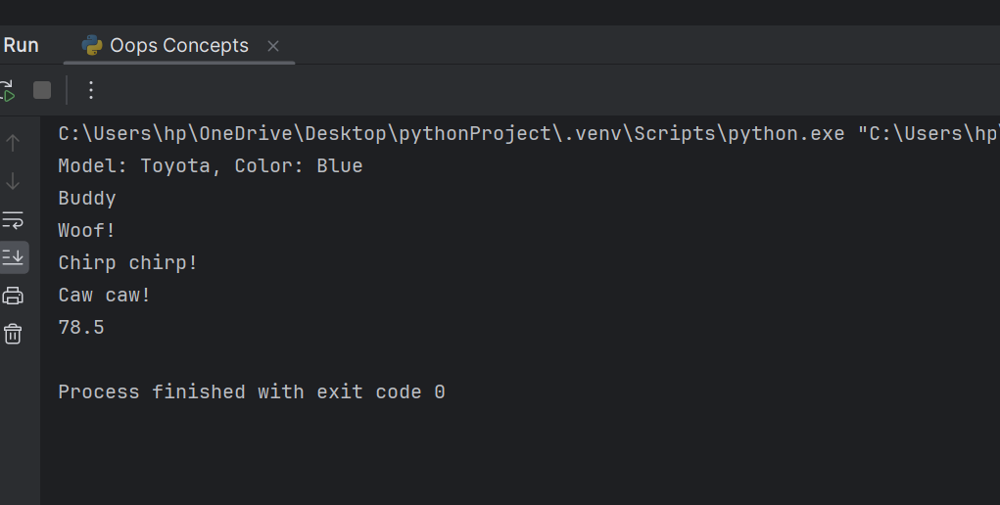 Run Oops Concepts
C:\Users\hp\OneDrive\Desktop\pythonProject\.venv\Scripts\python.exe "C:\Users\hp\
Model: Toyota, Color: Blue
Buddy
Woof!
Chirp chirp!
Caw caw!
78.5
Process finished with exit code 0